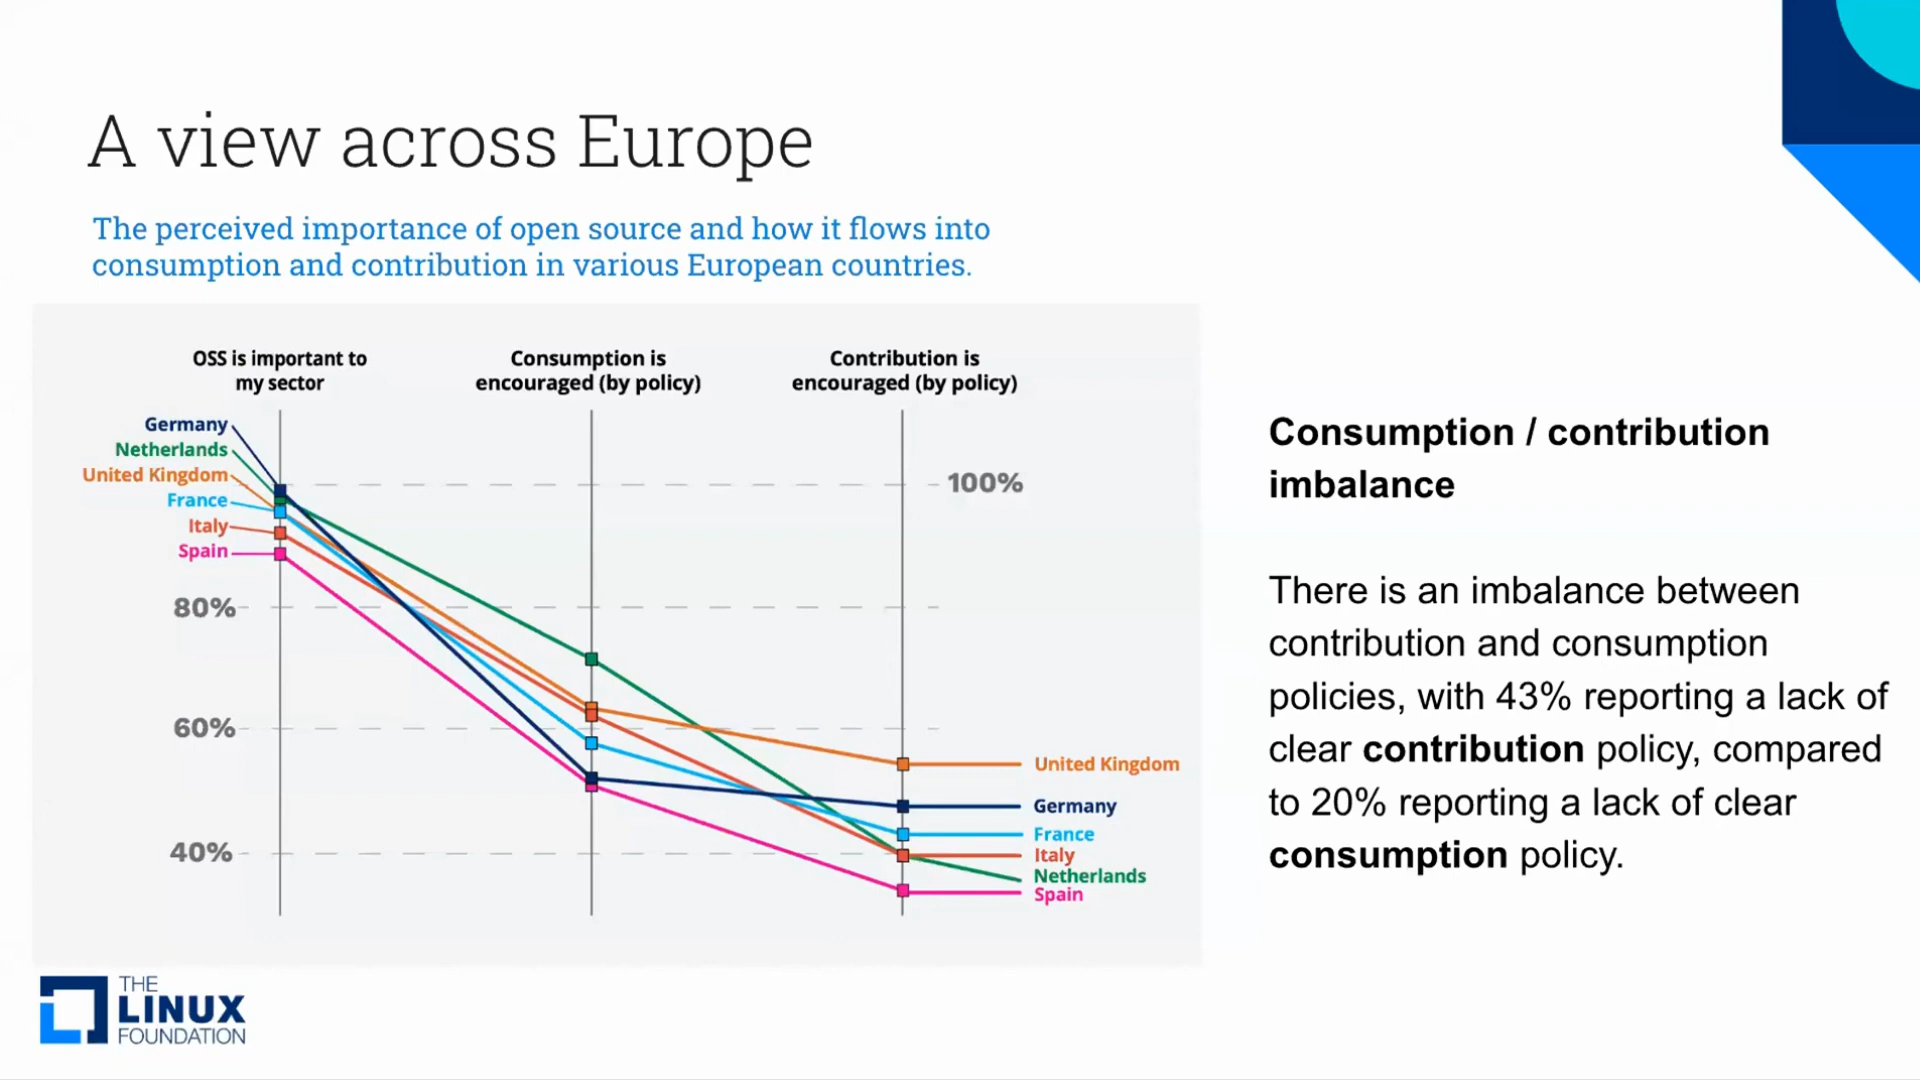 A view across Europe
The perceived importance of open source and how it flows into
consumption and contribution in various European countries.
OSS is important to
my sector
Consumption is
encouraged (by policy)
Contribution is
encouraged (by policy)
Germany
Netherlands
United Kingdom
France
Italy
Spain
100%
80%
60%
40%
United Kingdom
Germany
France
Italy
Netherlands
Spain
Consumption / contribution
imbalance
There is an imbalance between
contribution and consumption
policies, with 43% reporting a lack of
clear contribution policy, compared
to 20% reporting a lack of clear
consumption policy.
THE
LINUX
FOUNDATION